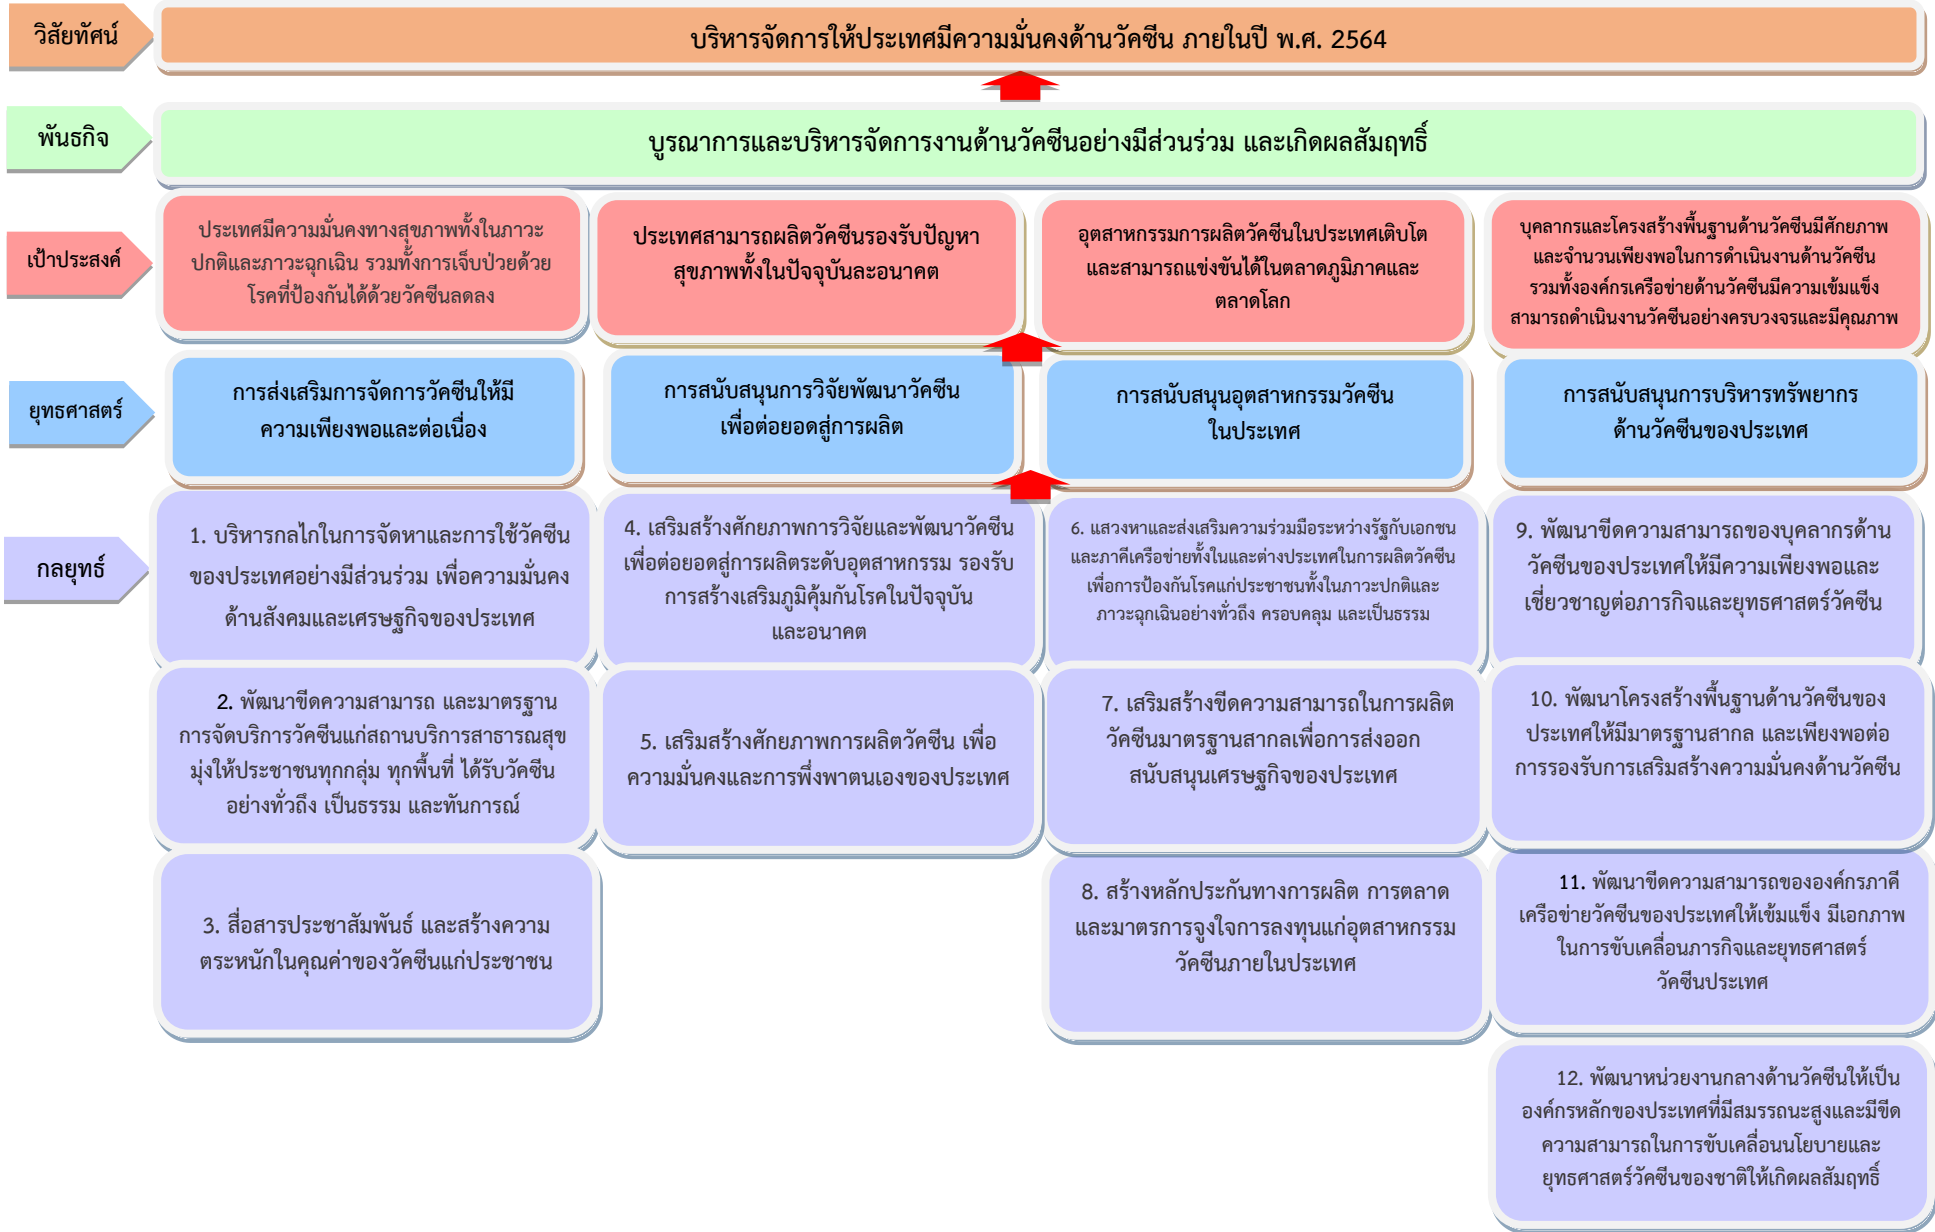 วิสัยทัศน์
บริหารจัดการให้ประเทศมีความมั่นคงด้านวัคซีน ภายในปี พ.ศ. 2564
พันธกิจ
บูรณาการและบริหารจัดการงานด้านวัคซีนอย่างมีส่วนร่วม และเกิดผลสัมฤทธิ์
เป้าประสงค์
ประเทศมีความมั่นคงทางสุขภาพทั้งในภาวะ
ปกติและภาวะฉุกเฉิน รวมทั้งการเจ็บป่วยด้วย
โรคที่ป้องกันได้ด้วยวัคซีนลดลง
ประเทศสามารถผลิตวัคซีนรองรับปัญหา
สุขภาพทั้งในปัจจุบันละอนาคต
อุตสาหกรรมการผลิตวัคซีนในประเทศเติบโต
และสามารถแข่งขันได้ในตลาดภูมิภาคและ
ตลาดโลก
บุคลากรและโครงสร้างพื้นฐานด้านวัคซีนมีศักยภาพ
และจำนวนเพียงพอในการดำเนินงานด้านวัคซีน
รวมทั้งองค์กรเครือข่ายด้านวัคซีนมีความเข้มแข็ง
สามารถดำเนินงานวัคซีนอย่างครบวงจรและมีคุณภาพ
ยุทธศาสตร์
การส่งเสริมการจัดการวัคซีนให้มี
ความเพียงพอและต่อเนื่อง
การสนับสนุนการวิจัยพัฒนาวัคซีน
เพื่อต่อยอดสู่การผลิต
การสนับสนุนอุตสาหกรรมวัคซีน
ในประเทศ
การสนับสนุนการบริหารทรัพยากร
ด้านวัคซีนของประเทศ
กลยุทธ์
1. บริหารกลไกในการจัดหาและการใช้วัคซีน
ของประเทศอย่างมีส่วนร่วม เพื่อความมั่นคง
ด้านสังคมและเศรษฐกิจของประเทศ
2. พัฒนาขีดความสามารถ และมาตรฐาน
การจัดบริการวัคซีนแก่สถานบริการสาธารณสุข
มุ่งให้ประชาชนทุกกลุ่ม ทุกพื้นที่ ได้รับวัคซีน
อย่างทั่วถึง เป็นธรรม และทันการณ์
3. สื่อสารประชาสัมพันธ์ และสร้างความ
ตระหนักในคุณค่าของวัคซีนแก่ประชาชน
4. เสริมสร้างศักยภาพการวิจัยและพัฒนาวัคซีน
เพื่อต่อยอดสู่การผลิตระดับอุตสาหกรรม รองรับ
การสร้างเสริมภูมิคุ้มกันโรคในปัจจุบัน
และอนาคต
5. เสริมสร้างศักยภาพการผลิตวัคซีน เพื่อ
ความมั่นคงและการพึ่งพาตนเองของประเทศ
6. แสวงหาและส่งเสริมความร่วมมือระหว่างรัฐกับเอกชน
และภาคีเครือข่ายทั้งในและต่างประเทศในการผลิตวัคซีน
เพื่อการป้องกันโรคแก่ประชาชนทั้งในภาวะปกติและ
ภาวะฉุกเฉินอย่างทั่วถึง ครอบคลุม และเป็นธรรม
7. เสริมสร้างขีดความสามารถในการผลิต
วัคซีนมาตรฐานสากลเพื่อการส่งออก
สนับสนุนเศรษฐกิจของประเทศ
8. สร้างหลักประกันทางการผลิต การตลาด
และมาตรการจูงใจการลงทุนแก่อุตสาหกรรม
วัคซีนภายในประเทศ
9. พัฒนาขีดความสามารถของบุคลากรด้าน
วัคซีนของประเทศให้มีความเพียงพอและ
เชี่ยวชาญต่อภารกิจและยุทธศาสตร์วัคซีน
10. พัฒนาโครงสร้างพื้นฐานด้านวัคซีนของ
ประเทศให้มีมาตรฐานสากล และเพียงพอต่อ
การรองรับการเสริมสร้างความมั่นคงด้านวัคซีน
11. พัฒนาขีดความสามารถขององค์กรภาคี
เครือข่ายวัคซีนของประเทศให้เข้มแข็ง มีเอกภาพ
ในการขับเคลื่อนภารกิจและยุทธศาสตร์
วัคซีนประเทศ
12. พัฒนาหน่วยงานกลางด้านวัคซีนให้เป็น
องค์กรหลักของประเทศที่มีสมรรถนะสูงและมีขีด
ความสามารถในการขับเคลื่อนนโยบายและ
ยุทธศาสตร์วัคซีนของชาติให้เกิดผลสัมฤทธิ์